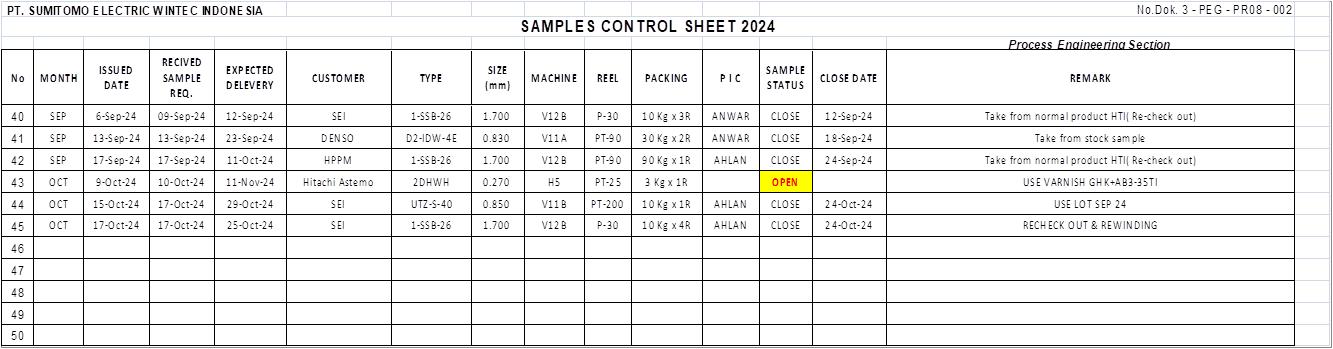 PT. SUMITOMO ELECTRIC WINTEC INDONESIA No.Dok. 3 - PEG - PR08 - 002
SAMPLES CONTROL SHEET 2024
Process Engineering Section
No MONTH ISSUED DATE RECIVED SAMPLE REQ. EXPECTED DELEVERY CUSTOMER TYPE SIZE (mm) MACHINE REEL PACKING P I C SAMPLE STATUS CLOSE DATE REMARK
40 SEP 6-Sep-24 09-Sep-24 12-Sep-24 SEI 1-SSB-26 1.700 V12B P-30 10 Kg x 3R ANWAR CLOSE 12-Sep-24 Take from normal product HTI( Re-check out)
41 SEP 13-Sep-24 13-Sep-24 23-Sep-24 DENSO D2-IDW-4E 0.830 V11A PT-90 30 Kg x 2R ANWAR CLOSE 18-Sep-24 Take from stock sample
42 SEP 17-Sep-24 17-Sep-24 11-Oct-24 HPPM 1-SSB-26 1.700 V12B PT-90 90 Kg x 1R AHLAN CLOSE 24-Sep-24 Take from normal product HTI( Re-check out)
43 OCT 9-Oct-24 10-Oct-24 11-Nov-24 Hitachi Astemo 2DHWH 0.270 H5 PT-25 3 Kg x 1R OPEN USE VARNISH GHK+AB3-35TI
44 OCT 15-Oct-24 17-Oct-24 29-Oct-24 SEI UTZ-S-40 0.850 V11B PT-200 10 Kg x 1R AHLAN CLOSE 24-Oct-24 USE LOT SEP 24
45 OCT 17-Oct-24 17-Oct-24 25-Oct-24 SEI 1-SSB-26 1.700 V12B P-30 10 Kg x 4R AHLAN CLOSE 24-Oct-24 RECHECK OUT & REWINDING
46
47
48
49
50